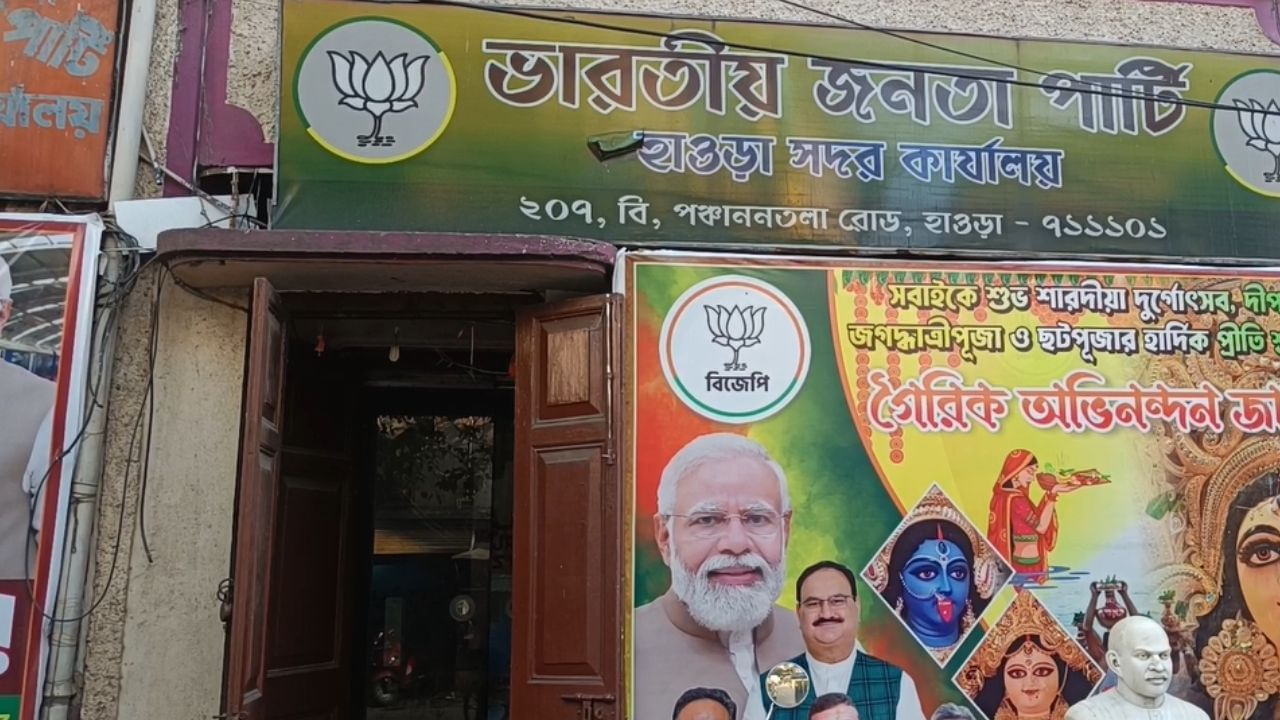 পার্টি
র্যালয়
ভারতীয় জনতা পার্টি
হাওড়া সদর কার্যালয়
২০৭, বি, পঞ্চাননতলা রোড, হাওড়া - ৭১১১০১
বিজেপি
সবাইকে শুভ শারদীয়া দুর্গোৎসব,
জগদ্ধাত্রীপূজা ও ছটপূজার হার্দিক প্রীতি
গৈরিক অভিনন্দন